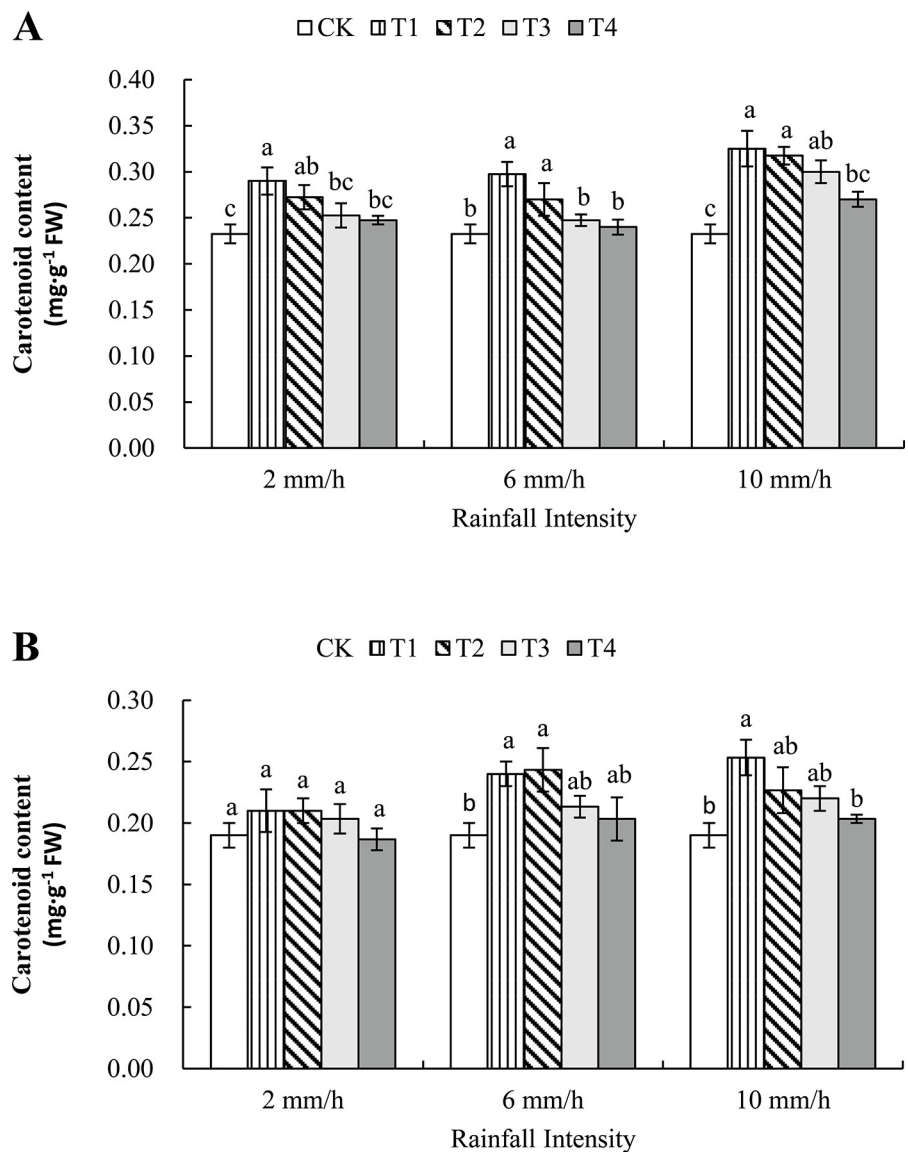 A
CK T1 T2 T3 T4
Carotenoid content
(mg·g⁻¹ FW)
0.40
0.35
0.30
0.25
0.20
0.15
0.10
0.05
0.00
c a ab bc bc
b a a b b
c a a ab bc
2 mm/h 6 mm/h 10 mm/h
Rainfall Intensity
B
CK T1 T2 T3 T4
Carotenoid content
(mg·g⁻¹ FW)
0.30
0.25
0.20
0.15
0.10
0.05
0.00
a a a a a
b a a ab ab
b a ab ab b
2 mm/h 6 mm/h 10 mm/h
Rainfall Intensity